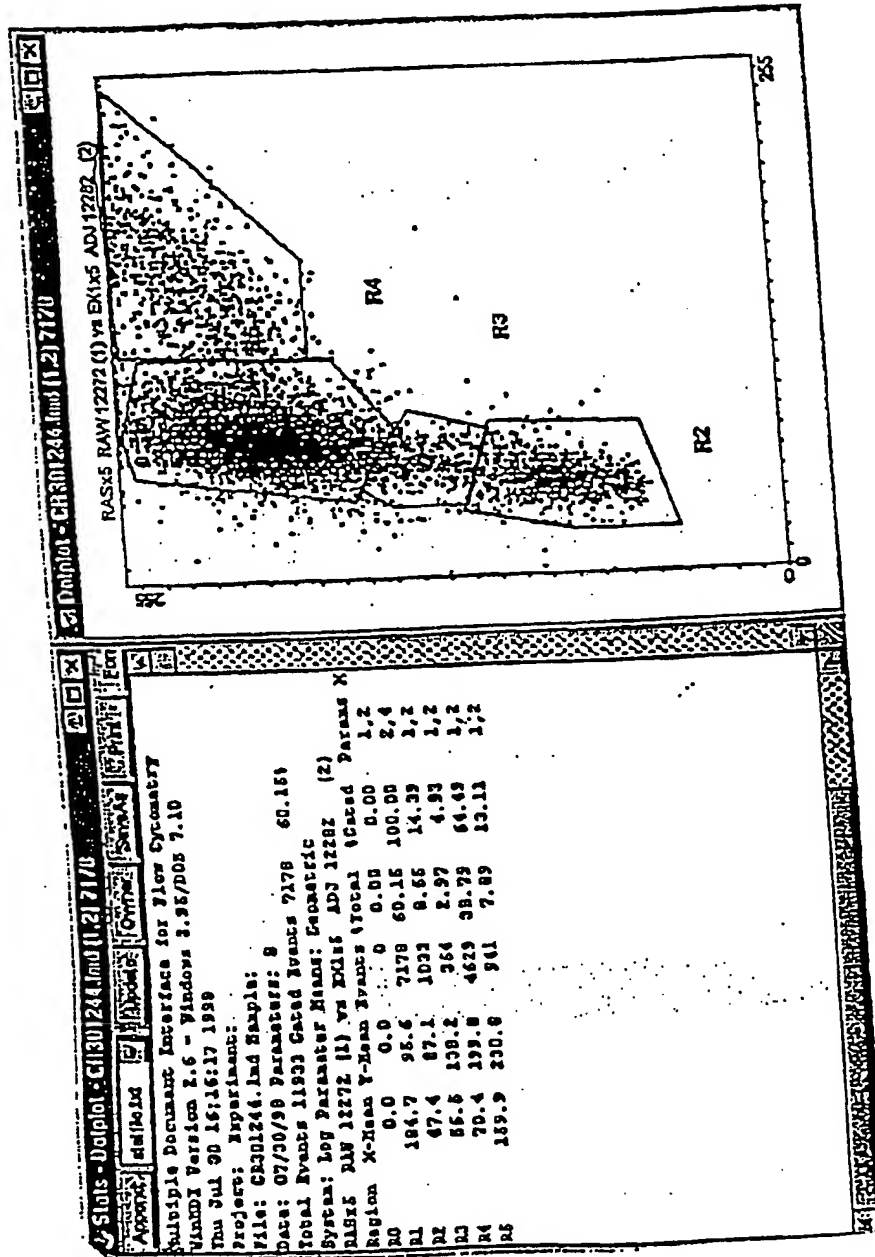 Stats - Dotplot - CR301244.lmd (1.2) 7178
Append
Update
SaveAs
Print
Multiple Document Interface for Flow Cytometry
WinMDI Version 2.6 - Windows 3.95/DOS 7.10
Thu Jul 30 16:16:17 1998
Project: Experiment:
File: CR301244.lmd Sample:
Date: 07/30/98 Parameters: 8
Total Events 11933 Gated Events 7178 60.15%
System: Log Parameter Means: Geometric
RASx5 RAW 12272 (1) vs EX1x5 ADJ 12282 (2)
Region X-Mean Y-Mean Events %Total %Gated Params X
R0 0.0 0.0 0 0.00 0.00 1,2
R1 184.7 95.6 7178 60.15 100.00 2,4
R2 47.4 87.1 1033 8.66 14.39 1,2
R3 56.5 138.2 354 2.97 4.93 1,2
R4 70.4 199.8 4629 38.79 64.49 1,2
R5 159.9 230.8 941 7.89 13.11 1,2
Dotplot - CR301244.lmd (1.2) 7178
RASx5 RAW 12272 (1) vs EX1x5 ADJ 12282 (2)
R4
R3
R2
0
0
255